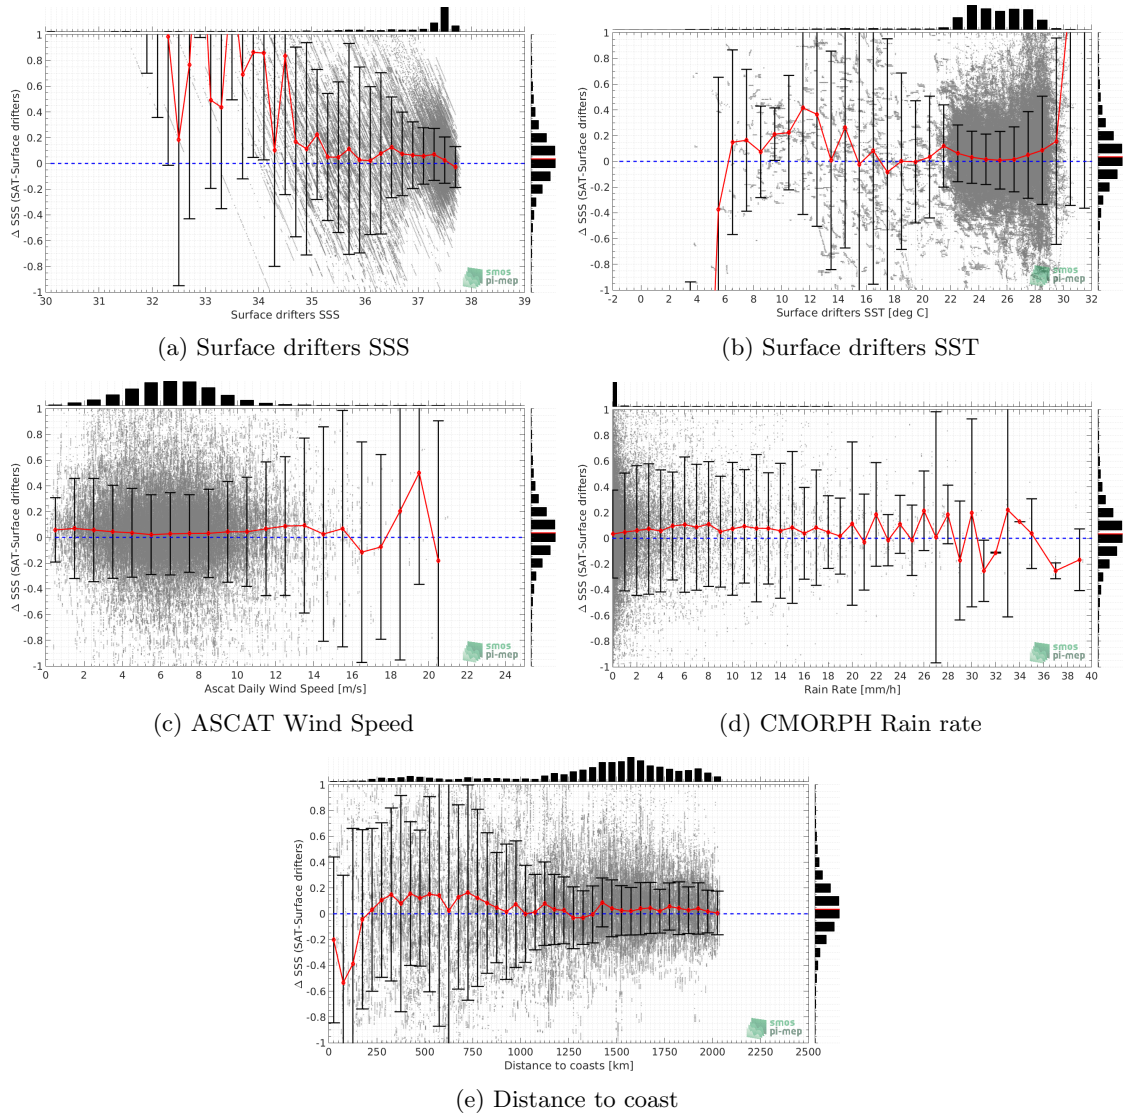 1
0.8
0.6
0.4
0.2
0
-0.2
-0.4
-0.6
-0.8
-1
Δ SSS (SAT-Surface drifters)
30 31 32 33 34 35 36 37 38 39
Surface drifters SSS
smos
pi-mep
(a) Surface drifters SSS
1
0.8
0.6
0.4
0.2
0
-0.2
-0.4
-0.6
-0.8
-1
Δ SSS (SAT-Surface drifters)
-2 0 2 4 6 8 10 12 14 16 18 20 22 24 26 28 30 32
Surface drifters SST [deg C]
smos
pi-mep
(b) Surface drifters SST
1
0.8
0.6
0.4
0.2
0
-0.2
-0.4
-0.6
-0.8
-1
Δ SSS (SAT-Surface drifters)
0 2 4 6 8 10 12 14 16 18 20 22 24
Ascat Daily Wind Speed [m/s]
smos
pi-mep
(c) ASCAT Wind Speed
1
0.8
0.6
0.4
0.2
0
-0.2
-0.4
-0.6
-0.8
-1
Δ SSS (SAT-Surface drifters)
0 2 4 6 8 10 12 14 16 18 20 22 24 26 28 30 32 34 36 38 40
Rain Rate [mm/h]
smos
pi-mep
(d) CMORPH Rain rate
1
0.8
0.6
0.4
0.2
0
-0.2
-0.4
-0.6
-0.8
-1
Δ SSS (SAT-Surface drifters)
0 250 500 750 1000 1250 1500 1750 2000 2250 2500
Distance to coasts [km]
smos
pi-mep
(e) Distance to coast